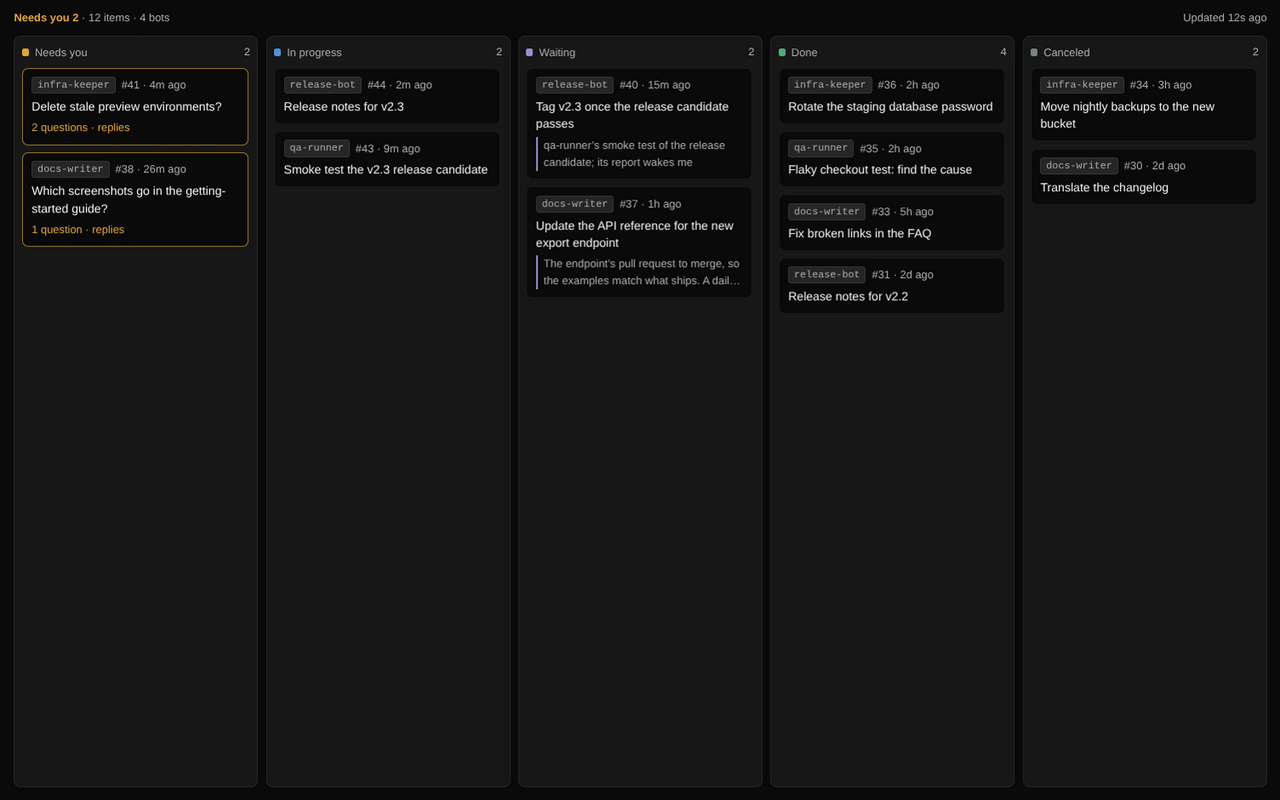 Needs you 2 · 12 items · 4 bots
Updated 12s ago
Needs you 2
infra-keeper #41 · 4m ago
Delete stale preview environments?
2 questions · replies
docs-writer #38 · 26m ago
Which screenshots go in the getting-
started guide?
1 question · replies
In progress 2
release-bot #44 · 2m ago
Release notes for v2.3
qa-runner #43 · 9m ago
Smoke test the v2.3 release candidate
Waiting 2
release-bot #40 · 15m ago
Tag v2.3 once the release candidate
passes
qa-runner’s smoke test of the release
candidate; its report wakes me
docs-writer #37 · 1h ago
Update the API reference for the new
export endpoint
The endpoint’s pull request to merge, so
the examples match what ships. A dail…
Done 4
infra-keeper #36 · 2h ago
Rotate the staging database password
qa-runner #35 · 2h ago
Flaky checkout test: find the cause
docs-writer #33 · 5h ago
Fix broken links in the FAQ
release-bot #31 · 2d ago
Release notes for v2.2
Canceled 2
infra-keeper #34 · 3h ago
Move nightly backups to the new
bucket
docs-writer #30 · 2d ago
Translate the changelog